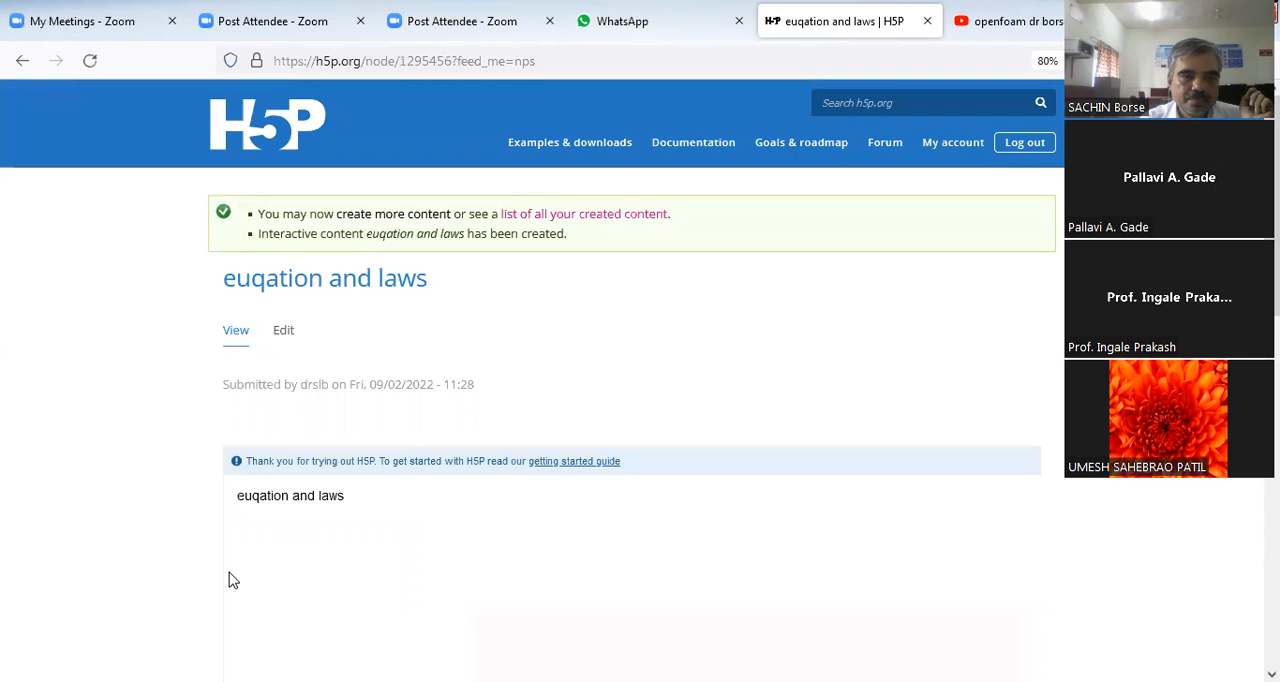 My Meetings - Zoom
Post Attendee - Zoom
Post Attendee - Zoom
WhatsApp
H-P euqation and laws | H5P
openfoam dr bors
https://h5p.org/node/1295456?feed_me=nps
80%
H5P
Search h5p.org
Examples & downloads
Documentation
Goals & roadmap
Forum
My account
Log out
You may now create more content or see a list of all your created content.
Interactive content euqation and laws has been created.
euqation and laws
View
Edit
Submitted by drslb on Fri, 09/02/2022 - 11:28
Thank you for trying out H5P. To get started with H5P read our getting started guide
euqation and laws
SACHIN Borse
Pallavi A. Gade
Pallavi A. Gade
Prof. Ingale Praka...
Prof. Ingale Prakash
UMESH SAHEBRAO PATIL